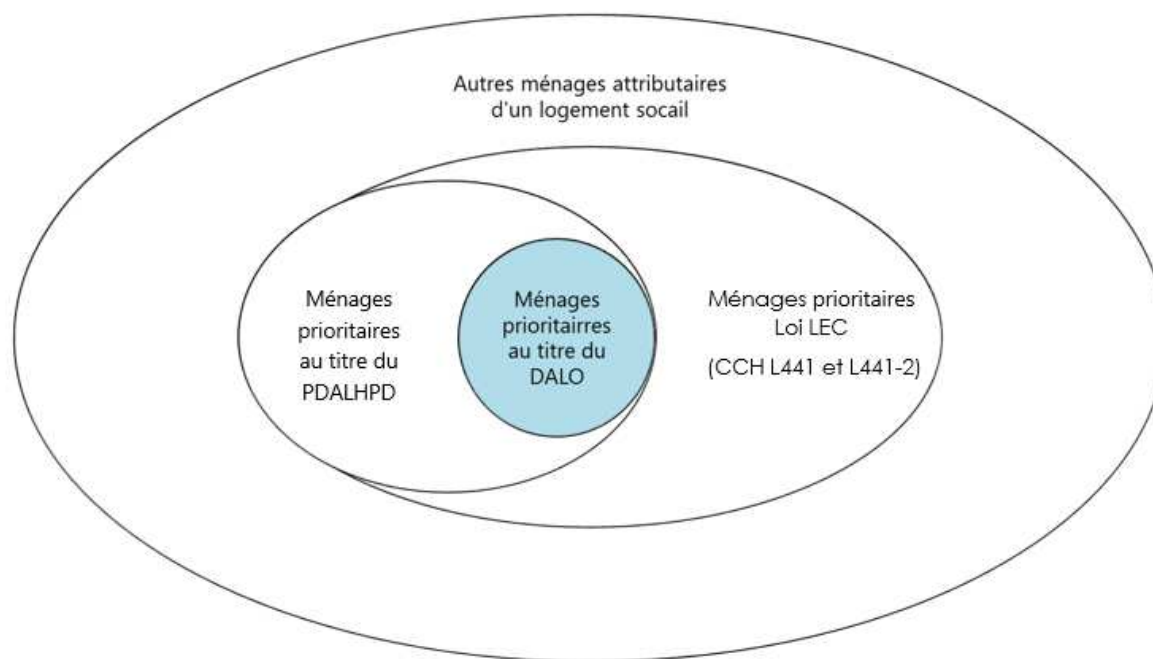 Autres ménages attributaires
d'un logement socail
Ménages
prioritaires
au titre du
PDALHPD
Ménages
prioritairres
au titre du
DALO
Ménages prioritaires
Loi LEC
(CCH L441 et L441-2)